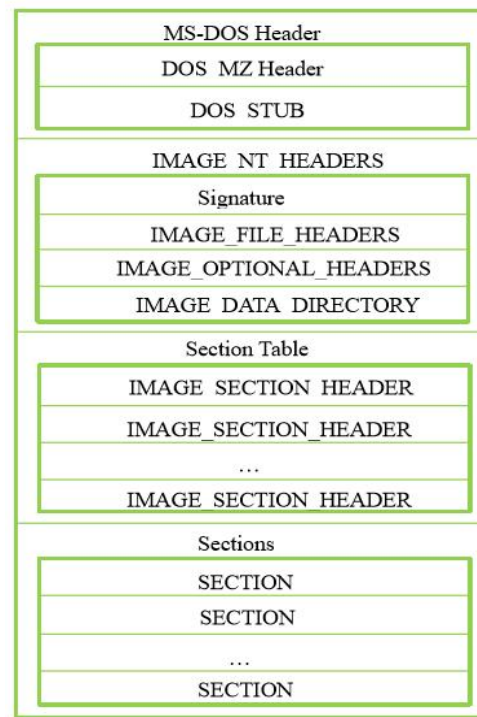 MS-DOS Header
DOS MZ Header
DOS STUB
IMAGE NT HEADERS
Signature
IMAGE_FILE_HEADERS
IMAGE_OPTIONAL_HEADERS
IMAGE DATA DIRECTORY
Section Table
IMAGE SECTION HEADER
IMAGE_SECTION_HEADER
…
IMAGE SECTION HEADER
Sections
SECTION
SECTION
…
SECTION